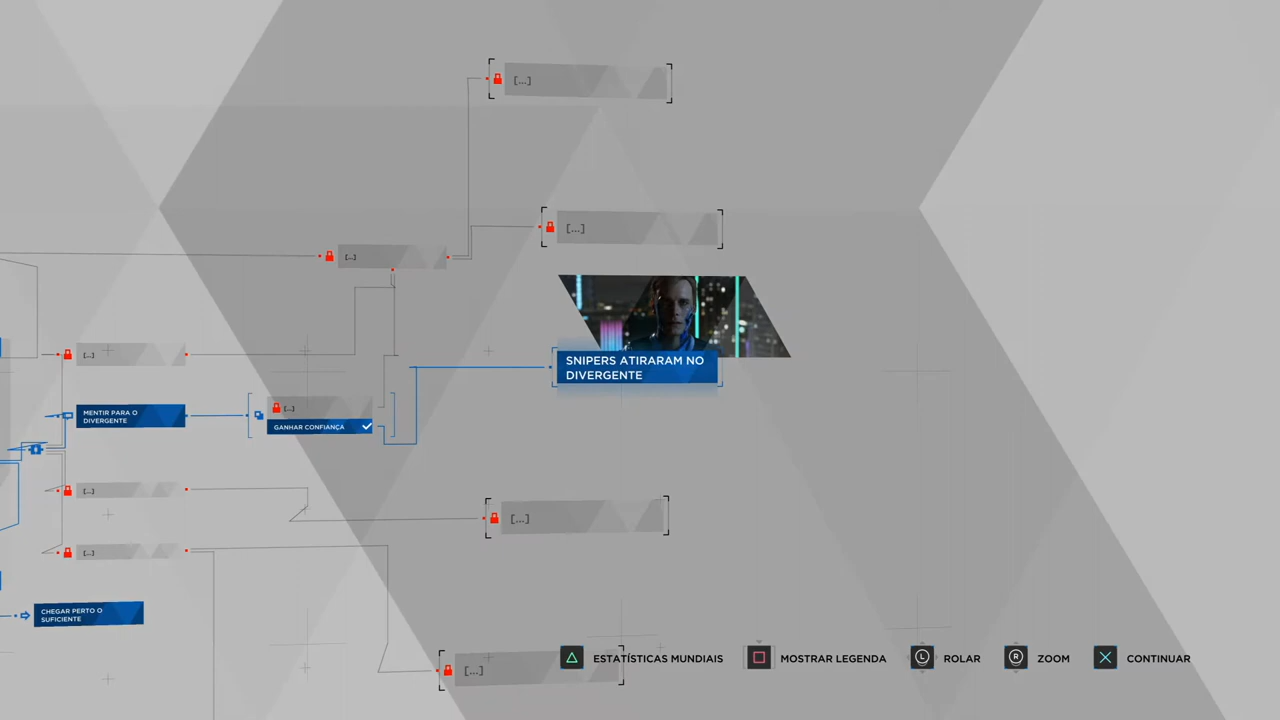 [...]
[...]
[...]
SNIPERS ATIRARAM NO
DIVERGENTE
[...]
MENTIR PARA O
DIVERGENTE
[...]
GANHAR CONFIANÇA
[...]
[...]
[...]
CHEGAR PERTO O
SUFICIENTE
[...]
ESTATÍSTICAS MUNDIAIS
MOSTRAR LEGENDA
L
ROLAR
R
ZOOM
CONTINUAR